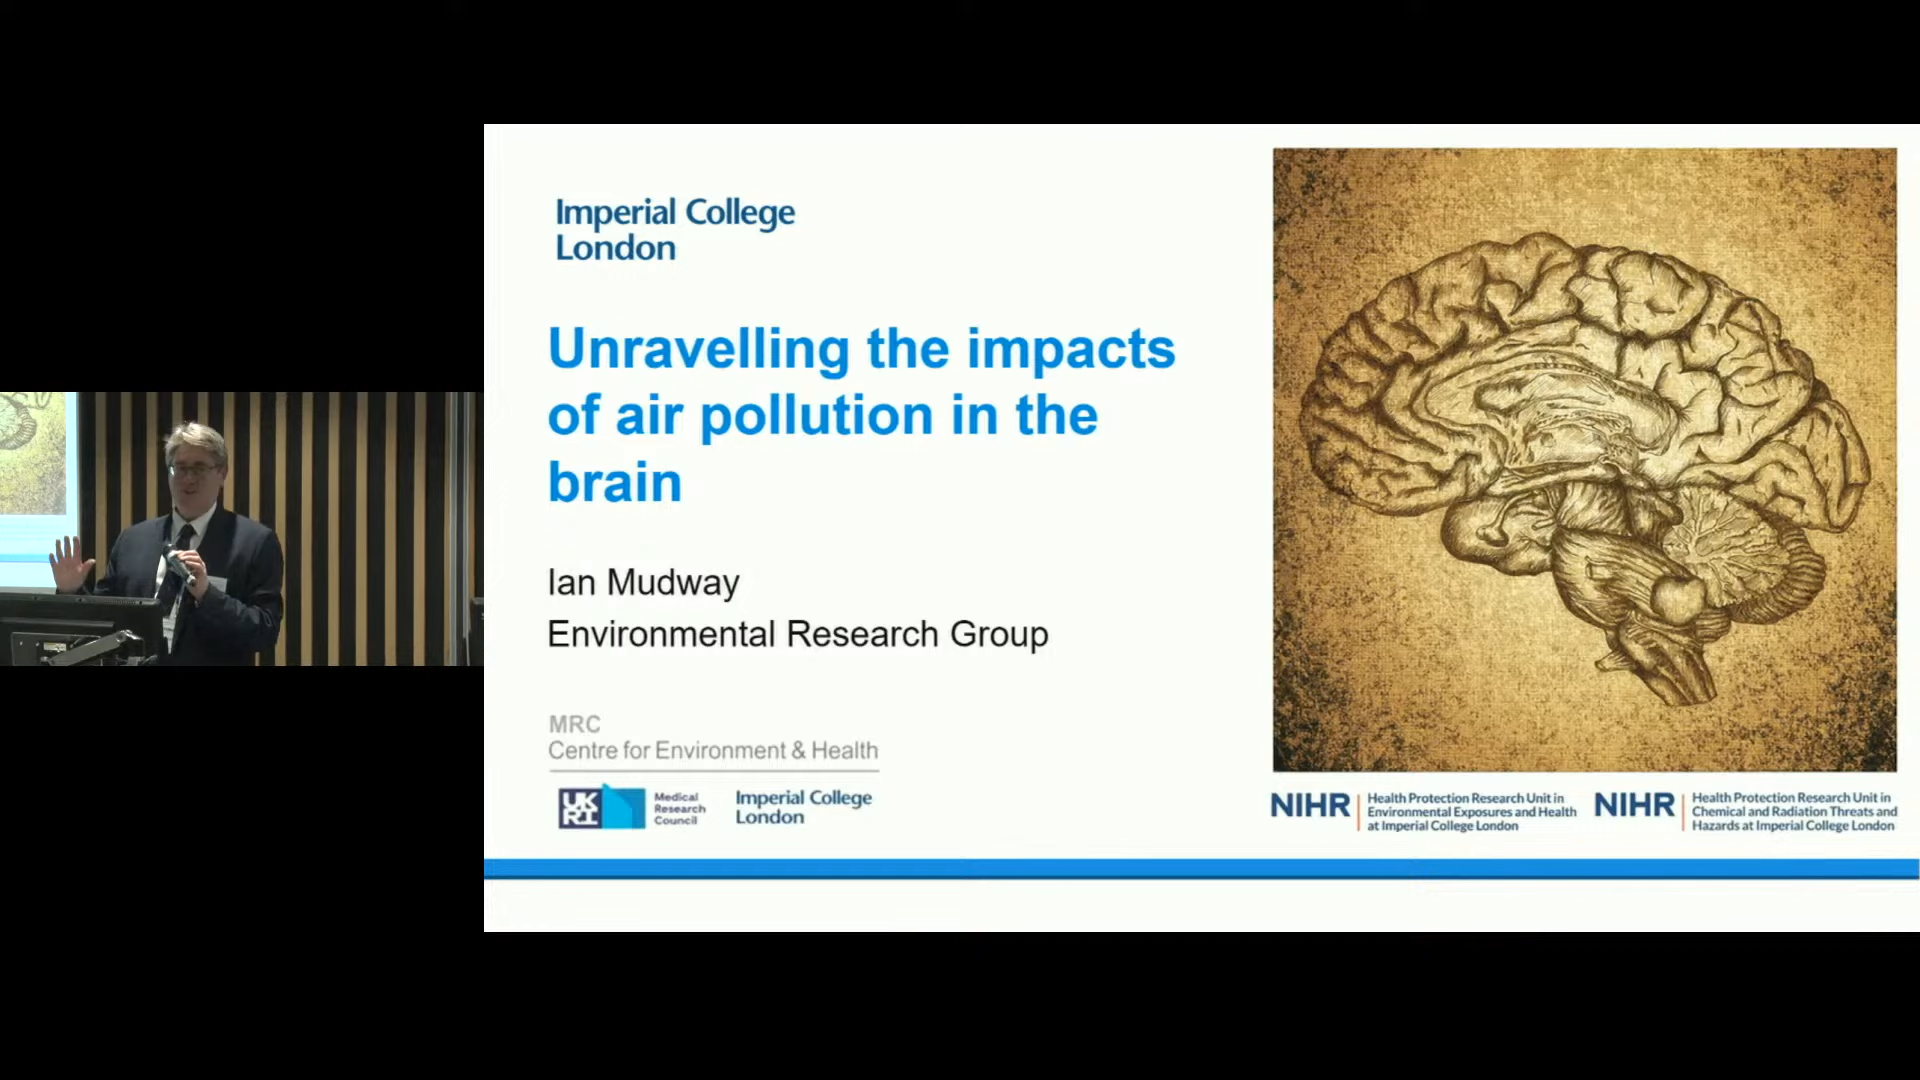 Imperial College
London
Unravelling the impacts
of air pollution in the
brain
Ian Mudway
Environmental Research Group
MRC
Centre for Environment & Health
UK
RI
Medical
Research
Council
Imperial College
London
NIHR
Health Protection Research Unit in
Environmental Exposures and Health
at Imperial College London
NIHR
Health Protection Research Unit in
Chemical and Radiation Threats and
Hazards at Imperial College London